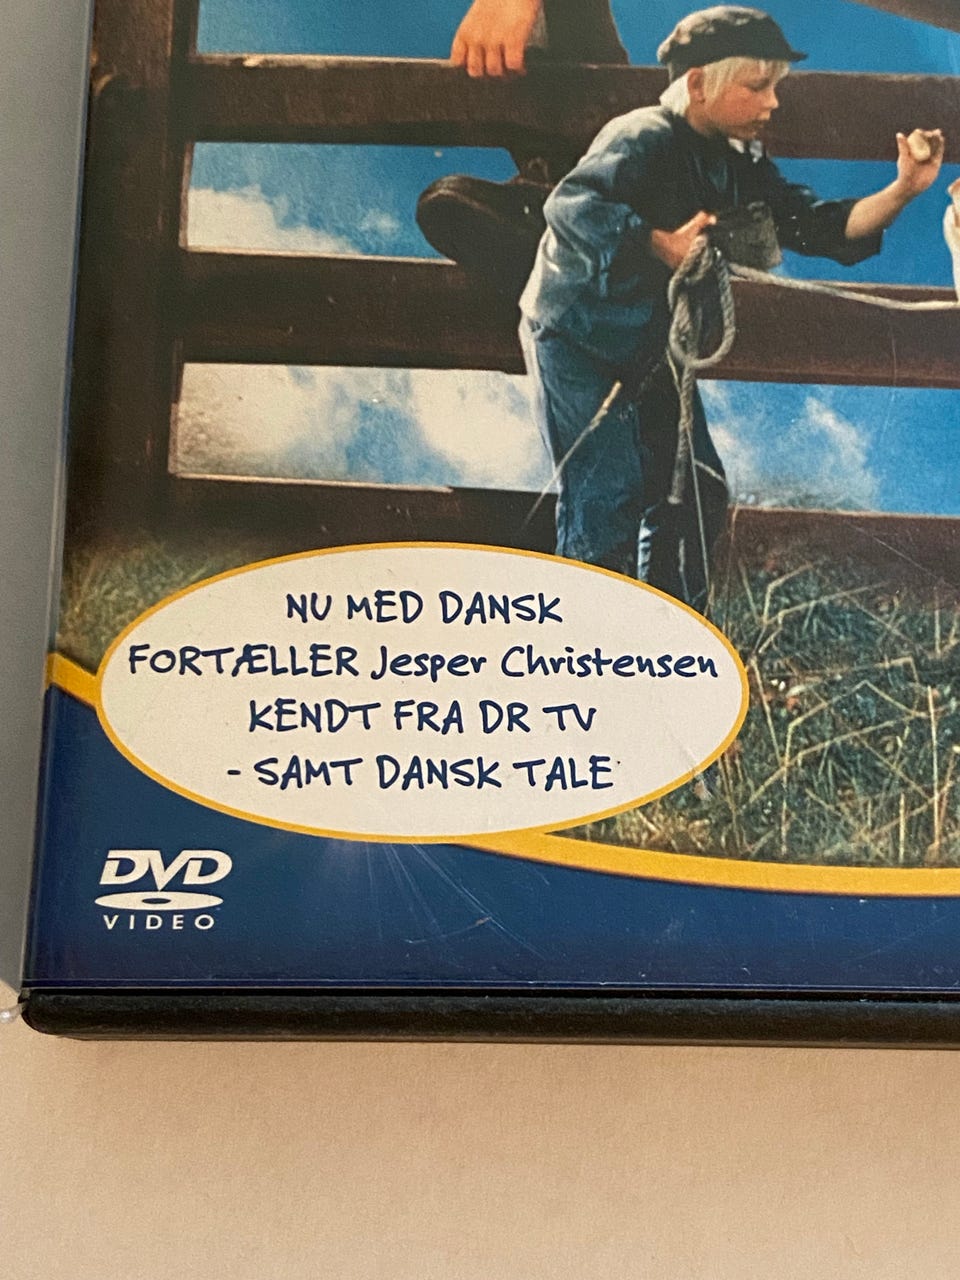 NU MED DANSK
FORTÆLLER Jesper Christensen
KENDT FRA DR TV
- SAMT DANSK TALE
DVD
VIDEO